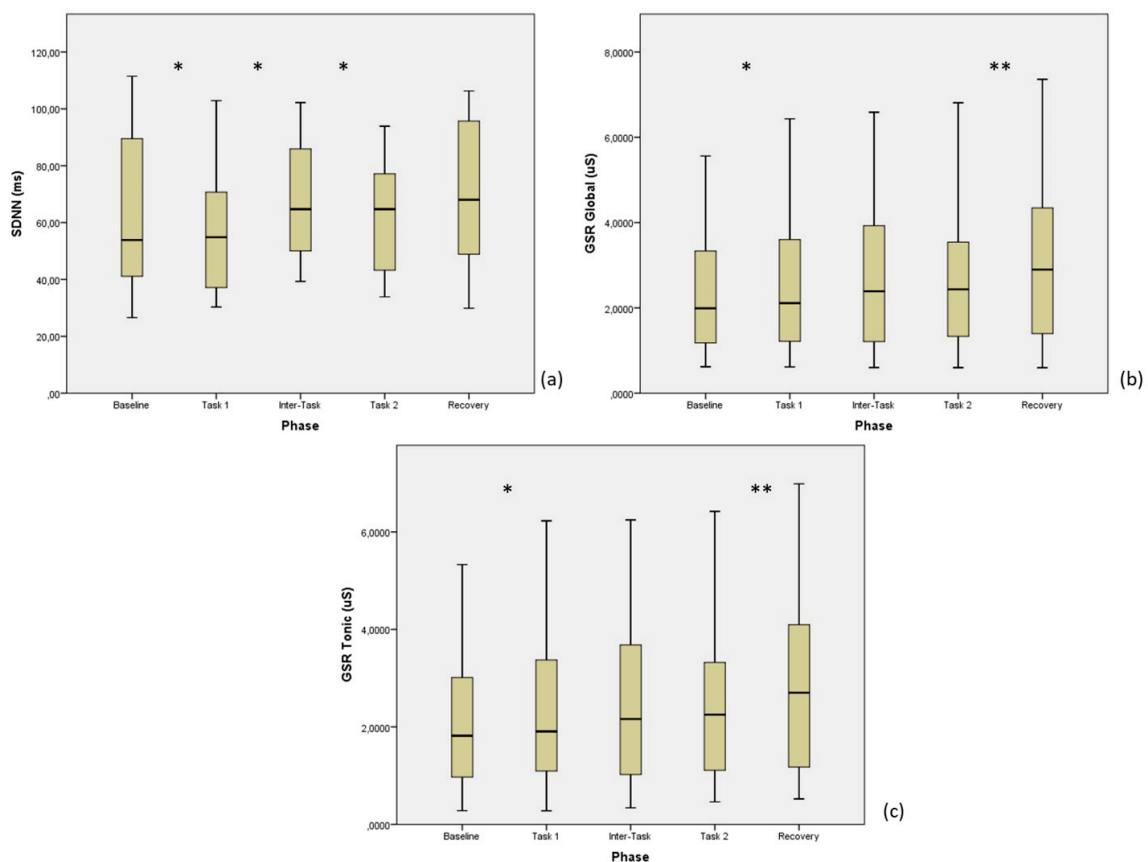 * * *
SDNN (ms)
120,00
100,00
80,00
60,00
40,00
20,00
,00
Baseline Task 1 Inter-Task Task 2 Recovery
Phase
(a)
* **
GSR Global (uS)
8,0000
6,0000
4,0000
2,0000
,0000
Baseline Task 1 Inter-Task Task 2 Recovery
Phase
(b)
* **
GSR Tonic (uS)
6,0000
4,0000
2,0000
,0000
Baseline Task 1 Inter-Task Task 2 Recovery
Phase
(c)